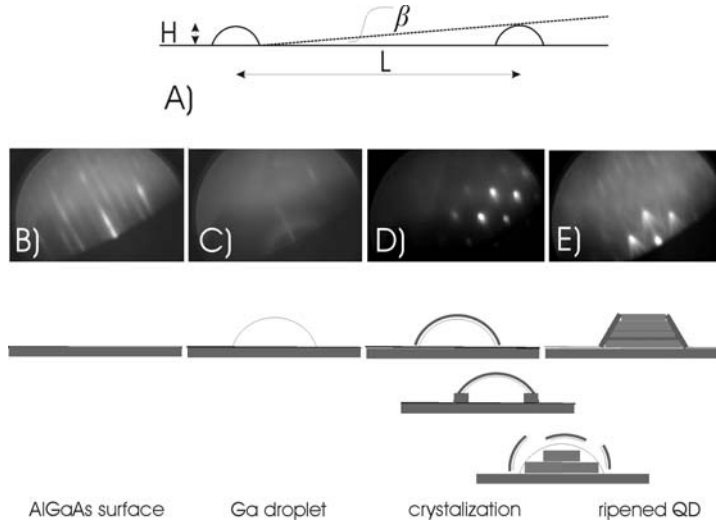 H
β
L
A)
B)
C)
D)
E)
AlGaAs surface
Ga droplet
crystalization
ripened QD